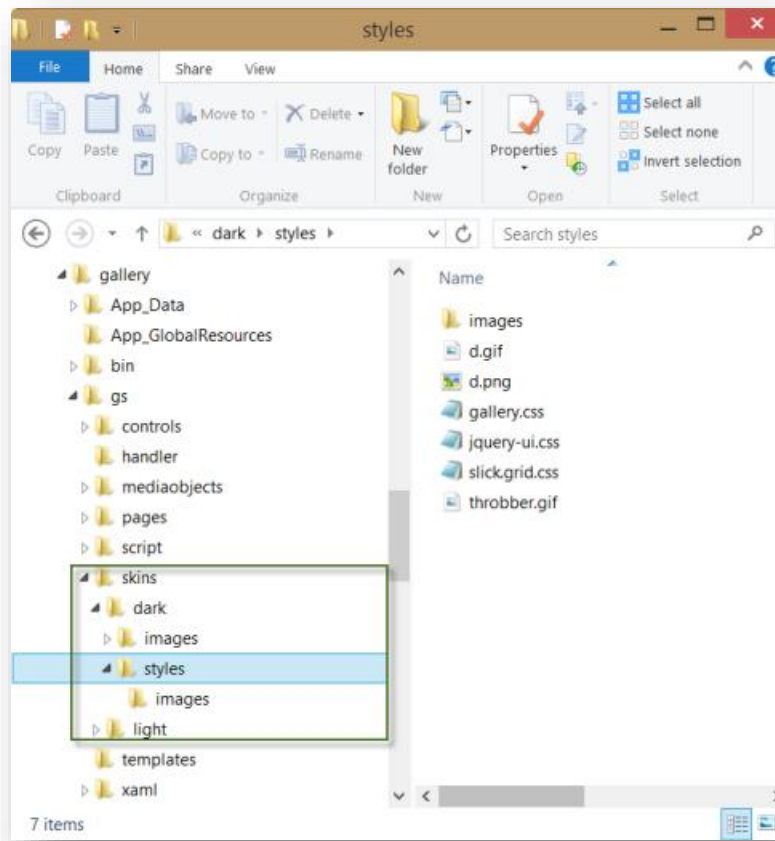 styles
File Home Share View
Copy Paste Move to Copy to Delete Rename New folder Properties Select all Select none Invert selection
Clipboard Organize New Open Select
« dark styles Search styles
gallery
App_Data
App_GlobalResources
bin
gs
controls
handler
mediaobjects
pages
script
skins
dark
images
styles
images
light
templates
xaml
Name
images
d.gif
d.png
gallery.css
jquery-ui.css
slick.grid.css
throbber.gif
7 items